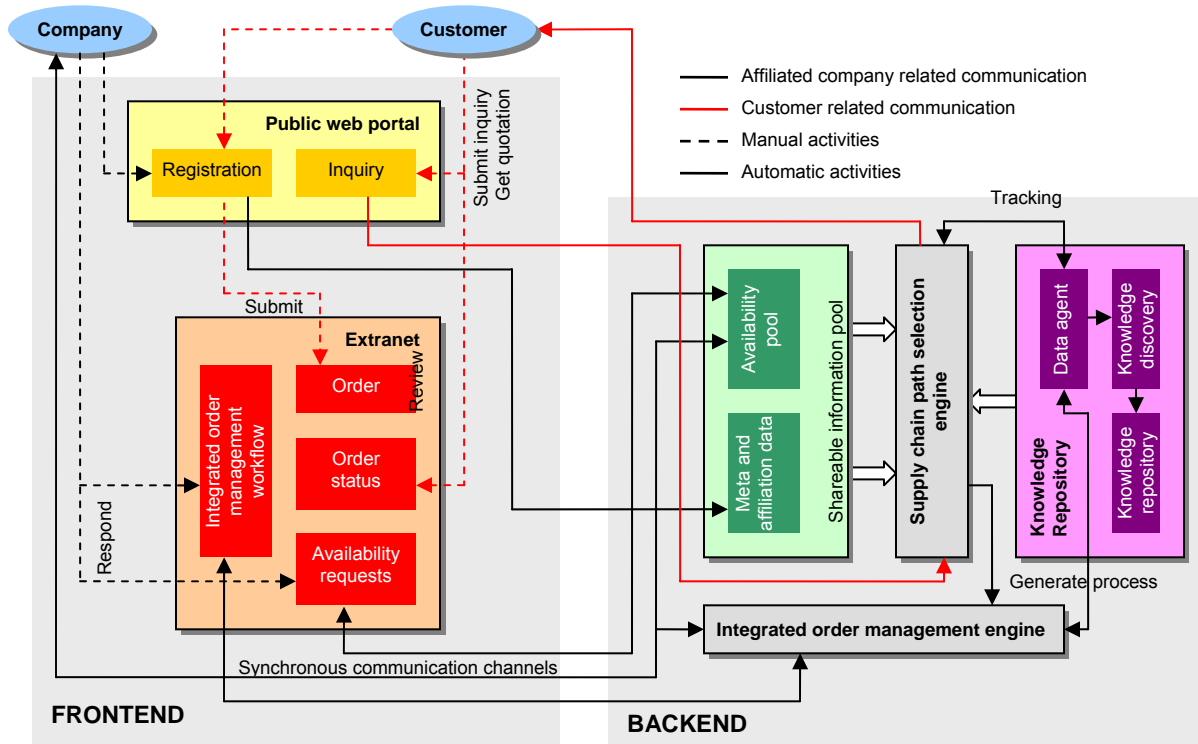 Company
Customer
Affiliated company related communication
Customer related communication
Manual activities
Automatic activities
Public web portal
Registration
Inquiry
Submit inquiry
Get quotation
Tracking
Submit
Extranet
Review
Order
Integrated order
management
workflow
Order
status
Availability
requests
Respond
Availability
pool
Meta and
affiliation data
Shareable information pool
Supply chain path selection
engine
Data agent
Knowledge
discovery
Knowledge
repository
Knowledge
Repository
Generate process
Integrated order management engine
Synchronous communication channels
FRONTEND
BACKEND